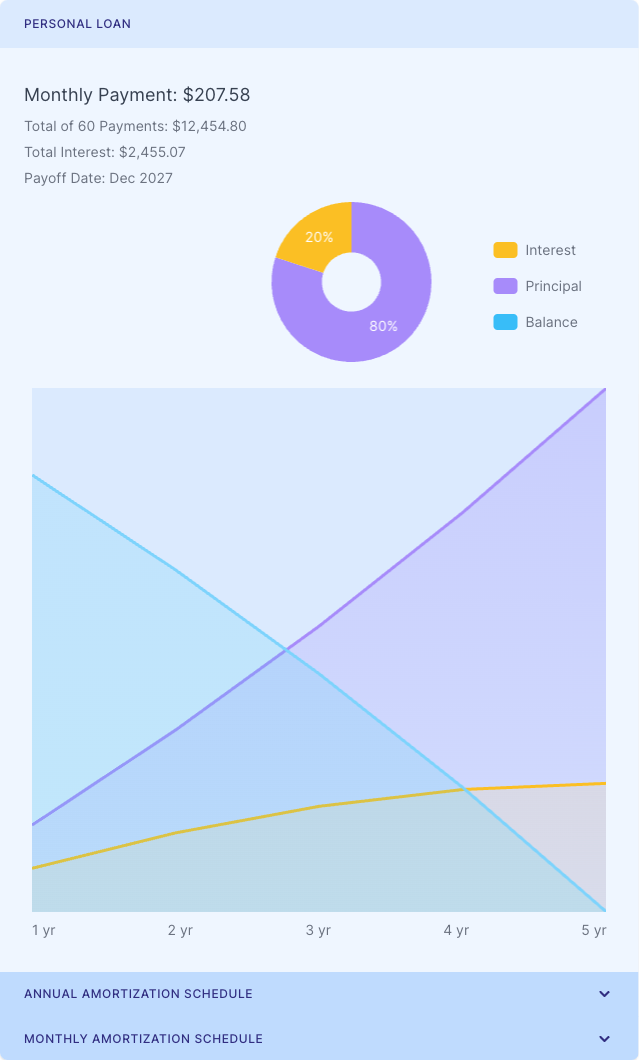 PERSONAL LOAN
Monthly Payment: $207.58
Total of 60 Payments: $12,454.80
Total Interest: $2,455.07
Payoff Date: Dec 2027
20%
80%
Interest
Principal
Balance
1 yr 2 yr 3 yr 4 yr 5 yr
ANNUAL AMORTIZATION SCHEDULE
MONTHLY AMORTIZATION SCHEDULE